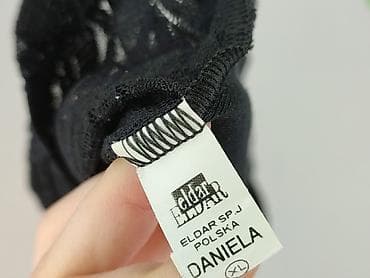 eldar
ELDAR
ELDAR SP.J
POLSKA
DANIELA
XL